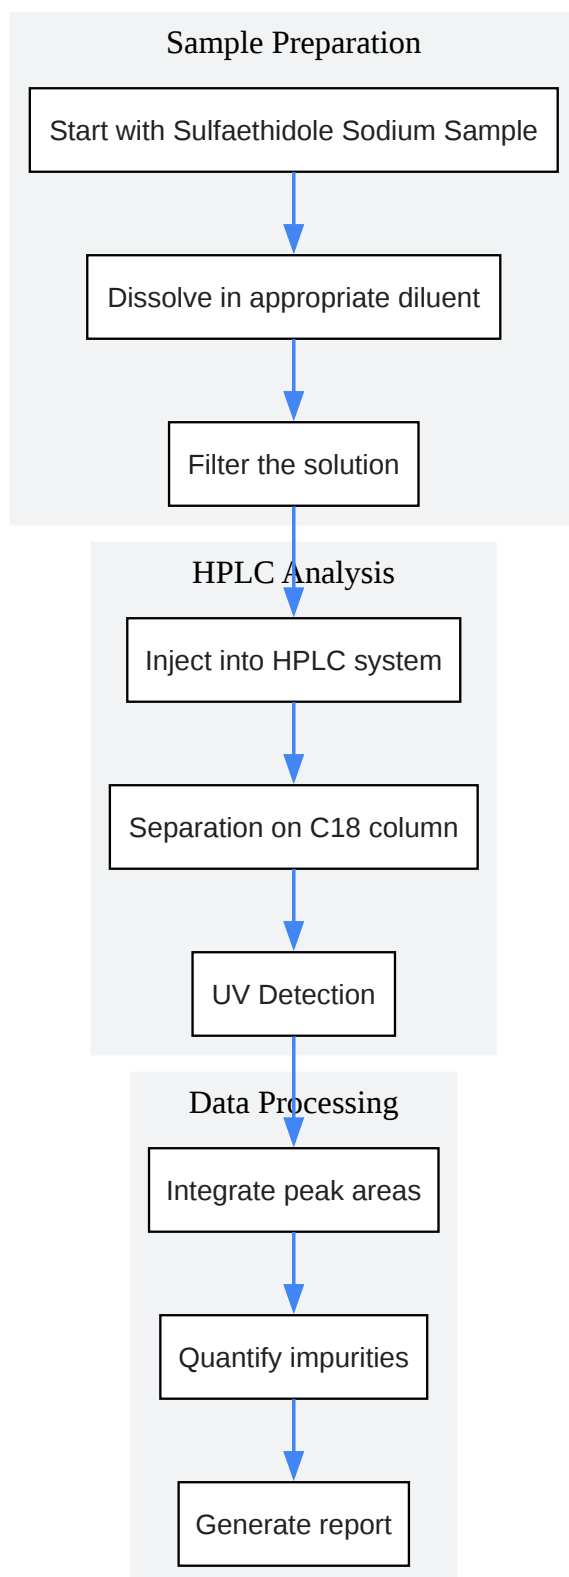 Sample Preparation
Start with Sulfaethidole Sodium Sample
Dissolve in appropriate diluent
Filter the solution
HPLC Analysis
Inject into HPLC system
Separation on C18 column
UV Detection
Data Processing
Integrate peak areas
Quantify impurities
Generate report